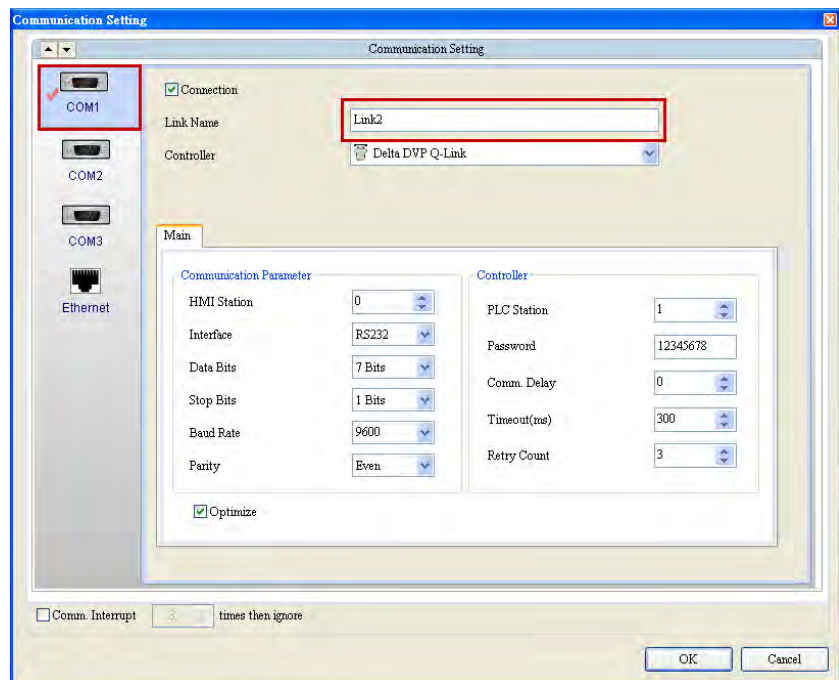 Communication Setting
Communication Setting
COM1
COM2
COM3
Ethernet
Connection
Link Name Link2
Controller Delta DVP Q-Link
Main
Communication Parameter
HMI Station 0
Interface RS232
Data Bits 7 Bits
Stop Bits 1 Bits
Baud Rate 9600
Parity Even
Optimize
Controller
PLC Station 1
Password 12345678
Comm. Delay 0
Timeout(ms) 300
Retry Count 3
Comm. Interrupt 3 times then ignore
OK Cancel